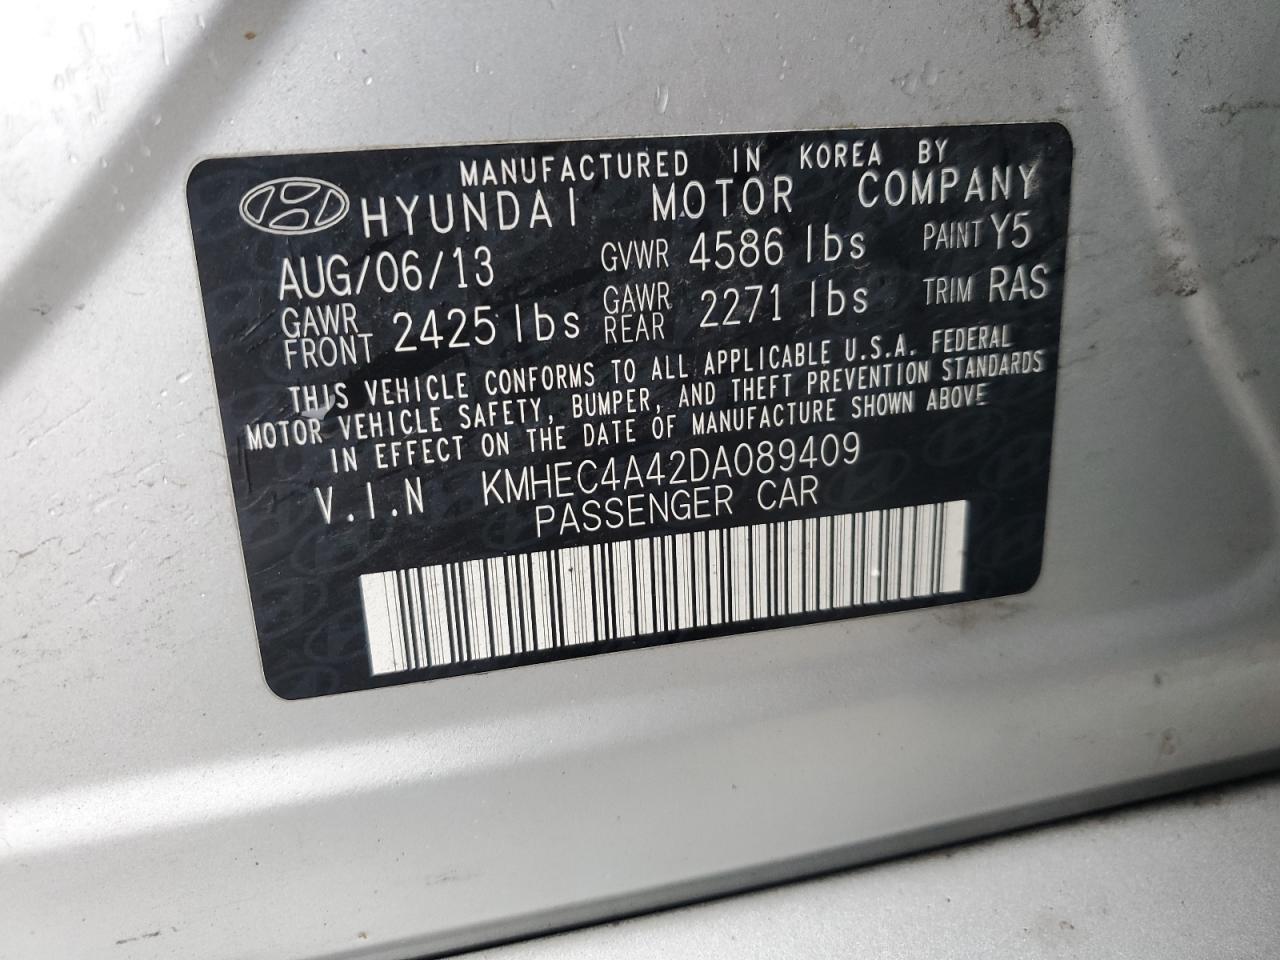 MANUFACTURED IN KOREA BY
HYUNDAI MOTOR COMPANY
AUG/06/13 GVWR 4586 lbs PAINT Y5
GAWR FRONT 2425 lbs GAWR REAR 2271 lbs TRIM RAS
THIS VEHICLE CONFORMS TO ALL APPLICABLE U.S.A. FEDERAL
MOTOR VEHICLE SAFETY, BUMPER, AND THEFT PREVENTION STANDARDS
IN EFFECT ON THE DATE OF MANUFACTURE SHOWN ABOVE
V.I.N KMHEC4A42DA089409
PASSENGER CAR